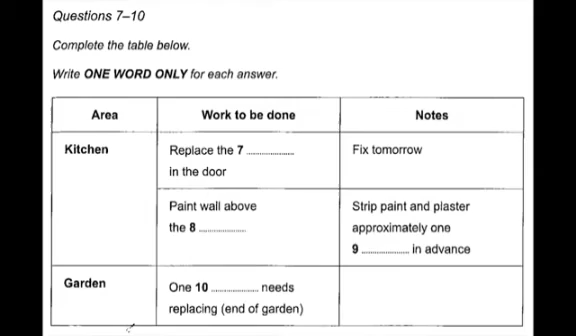 Questions 7–10
Complete the table below.
Write ONE WORD ONLY for each answer.
Area
Work to be done
Notes
Kitchen
Replace the 7 ....................
in the door
Fix tomorrow
Paint wall above
the 8 ....................
Strip paint and plaster
approximately one
9 .................... in advance
Garden
One 10 .................... needs
replacing (end of garden)